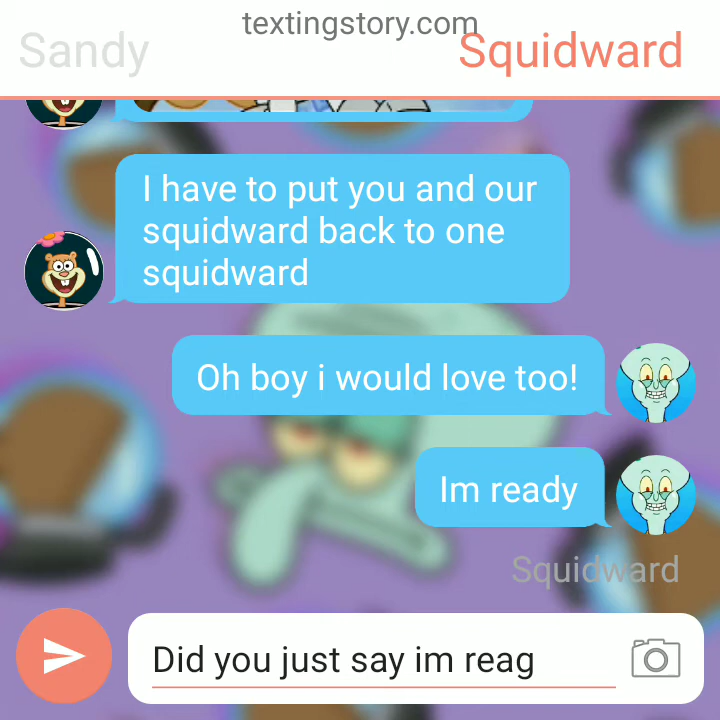 textingstory.com
Sandy
Squidward
I have to put you and our
squidward back to one
squidward
Oh boy i would love too!
Im ready
Squidward
Did you just say im reag